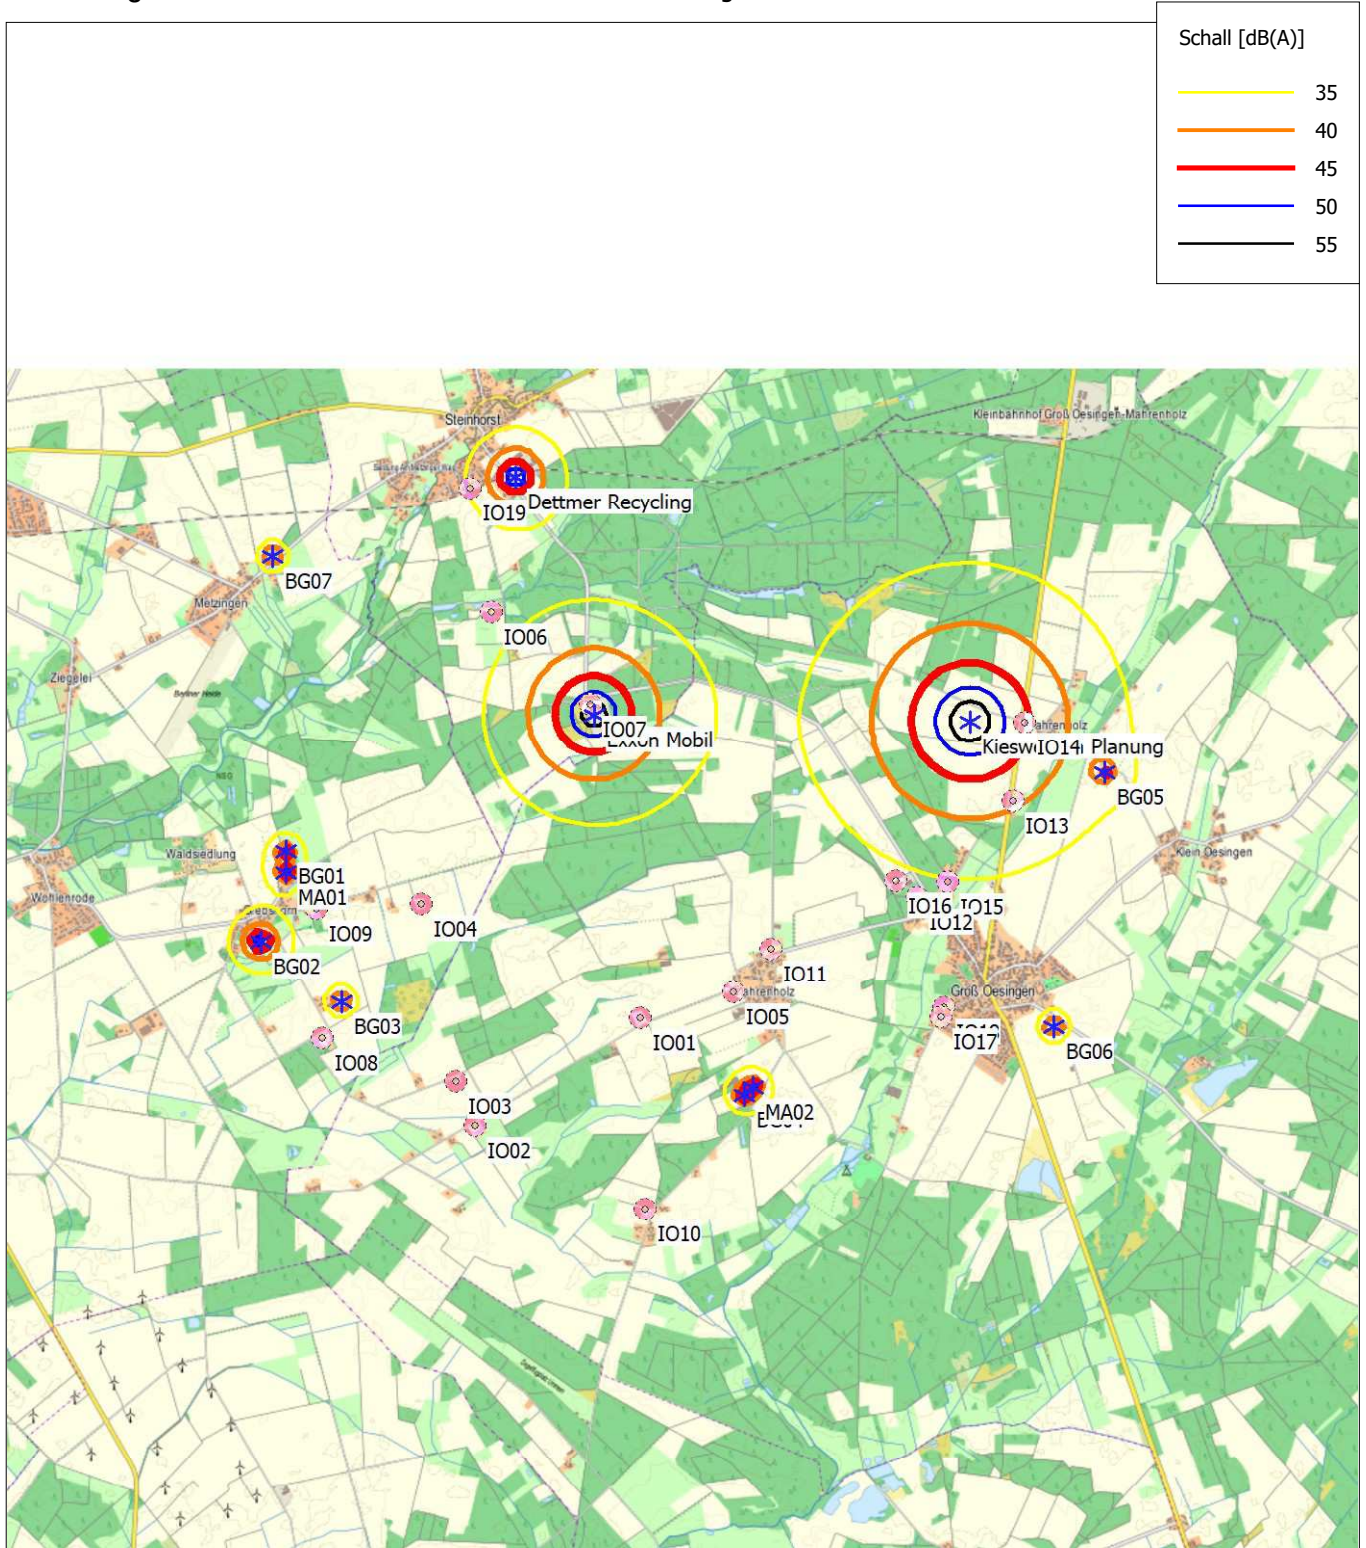 Schall [dB(A)]
35
40
45
50
55
Steinhorst
Kleinbahnhof Groß Oesingen-Mahrenholz
IO19
Dettmer Recycling
BG07
Metzingen
IO06
Ziegelei
IO07
Exxon Mobil
IO14
Planung
BG05
IO13
Waldsiedlung
Klein Oesingen
BG01
MA01
Wohlenrode
IO09
IO04
IO16
IO15
IO12
BG02
IO11
Groß Oesingen
BG03
IO05
IO01
IO17
BG06
IO08
IO03
MA02
IO02
IO10